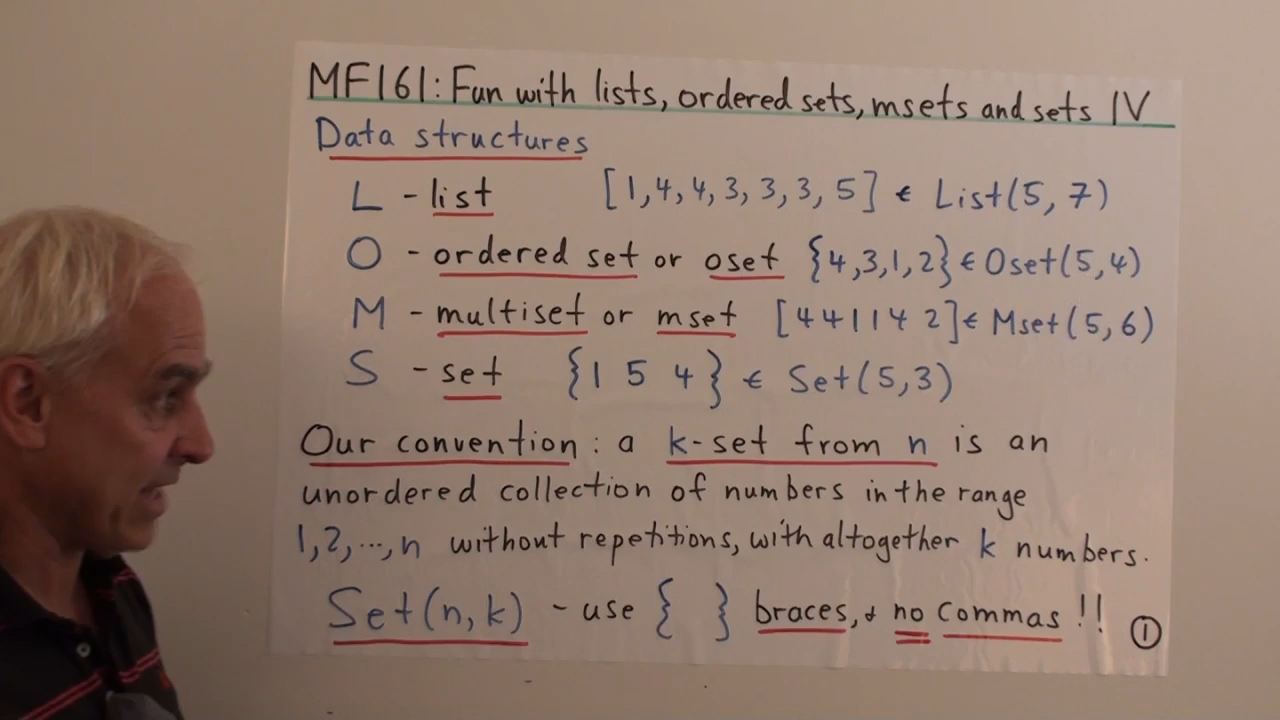 MF161: Fun with lists, ordered sets, msets and sets IV
Data structures
L - list [1,4,4,3,3,3,5] ∈ List(5,7)
O - ordered set or oset {4,3,1,2} ∈ Oset(5,4)
M - multiset or mset [4 4 1 1 4 2] ∈ Mset(5,6)
S - set {1 5 4} ∈ Set(5,3)
Our convention: a k-set from n is an
unordered collection of numbers in the range
1,2,...,n without repetitions, with altogether k numbers.
Set(n,k) - use { } braces, + no commas !!
1